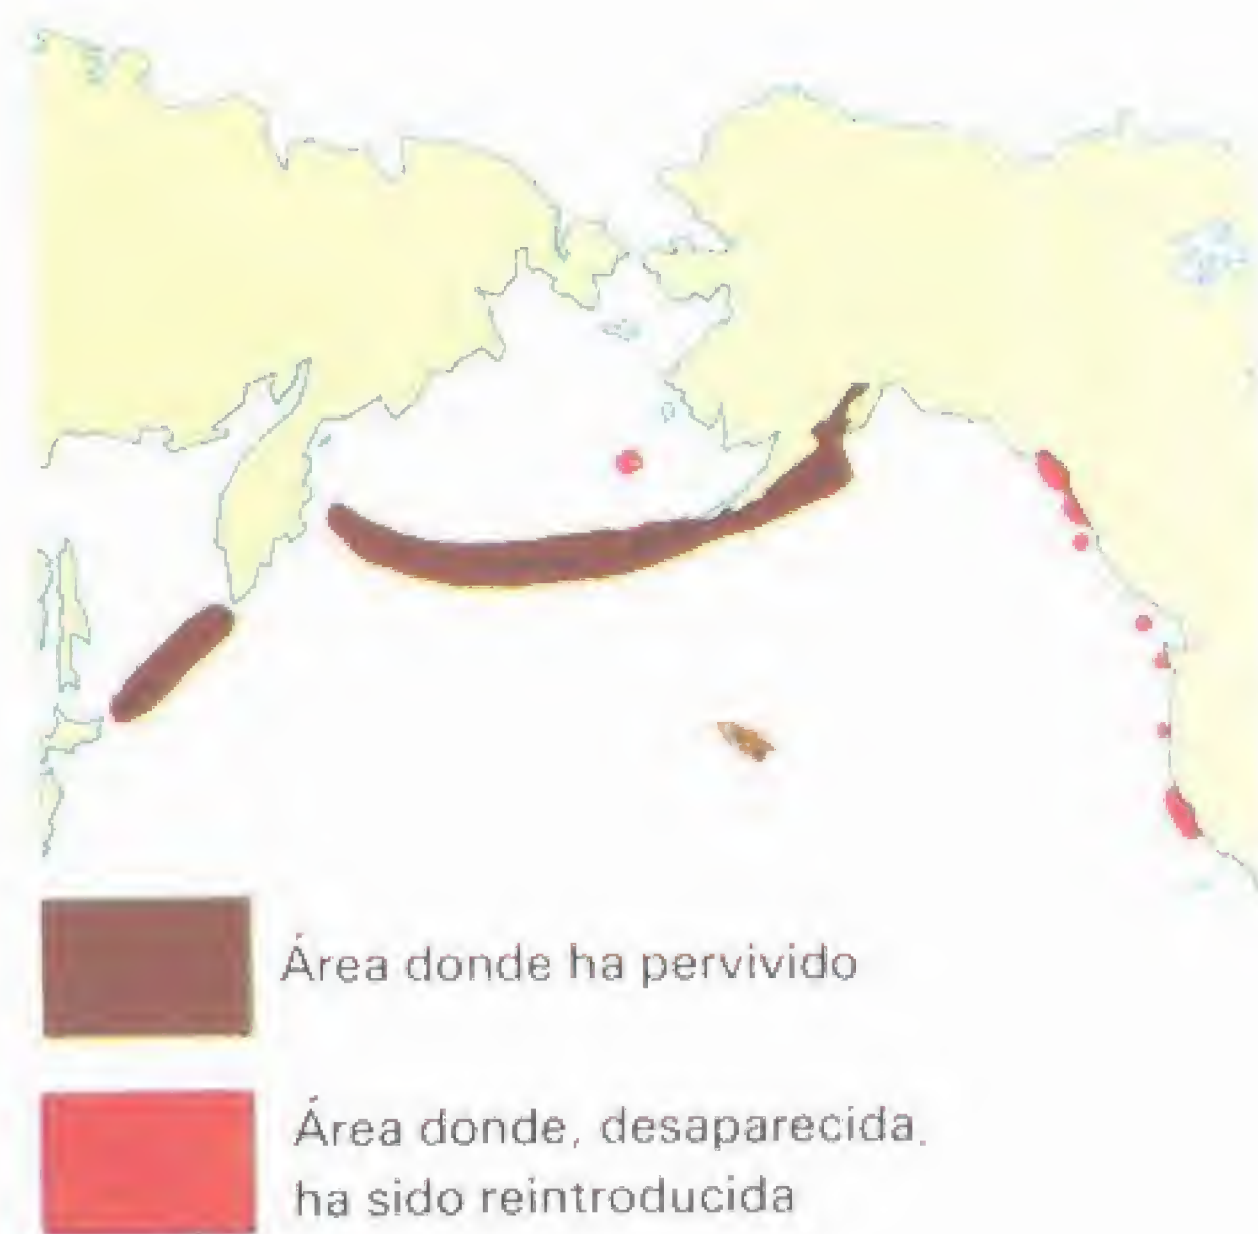 Área donde ha pervivido
Área donde, desaparecida,
ha sido reintroducida